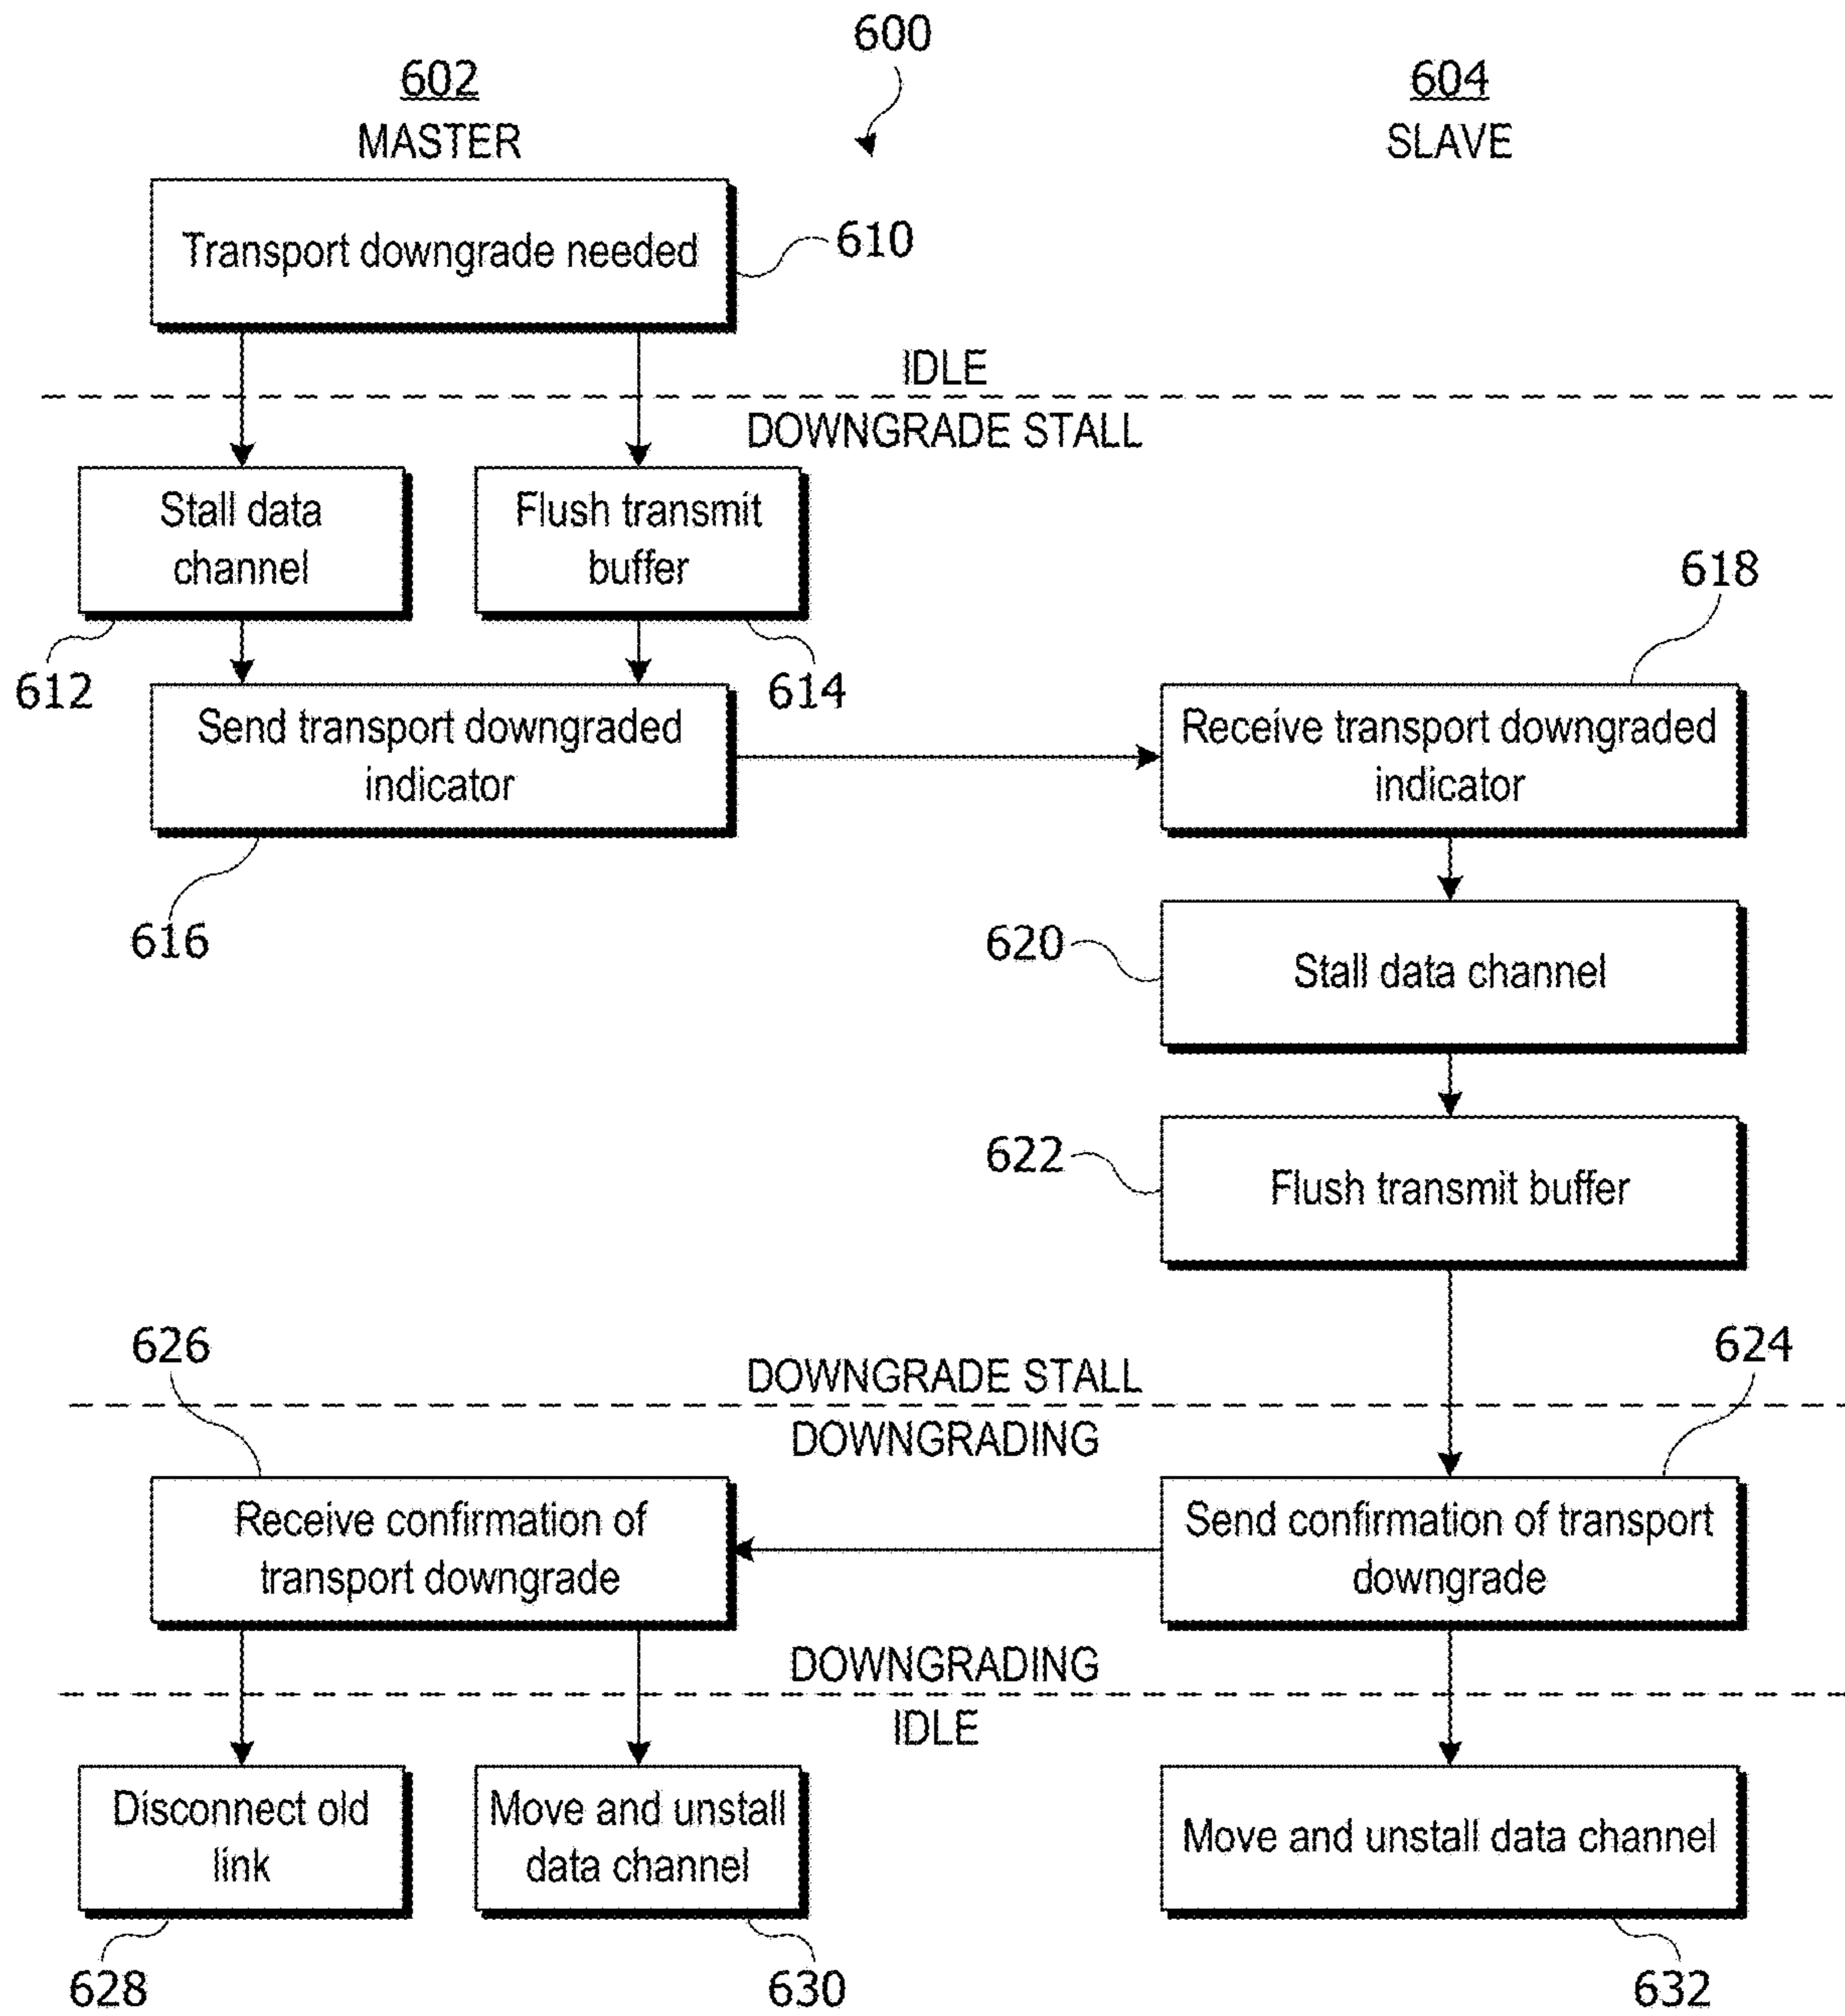 600
602
MASTER
604
SLAVE
Transport downgrade needed
610
IDLE
DOWNGRADE STALL
Stall data
channel
612
Flush transmit
buffer
614
618
Send transport downgraded
indicator
616
Receive transport downgraded
indicator
620
Stall data channel
622
Flush transmit buffer
626
DOWNGRADE STALL
624
DOWNGRADING
Receive confirmation of
transport downgrade
Send confirmation of transport
downgrade
DOWNGRADING
IDLE
Disconnect old
link
628
Move and unstall
data channel
630
Move and unstall data channel
632